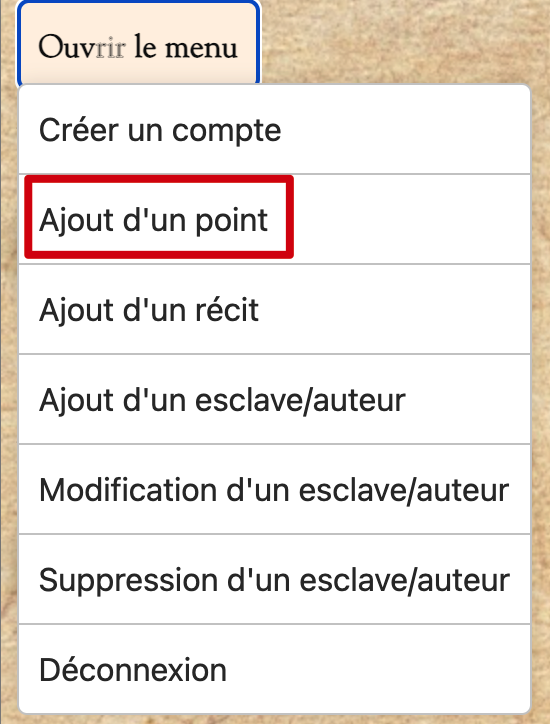 Ouvrir le menu
Créer un compte
Ajout d'un point
Ajout d'un récit
Ajout d'un esclave/auteur
Modification d'un esclave/auteur
Suppression d'un esclave/auteur
Déconnexion